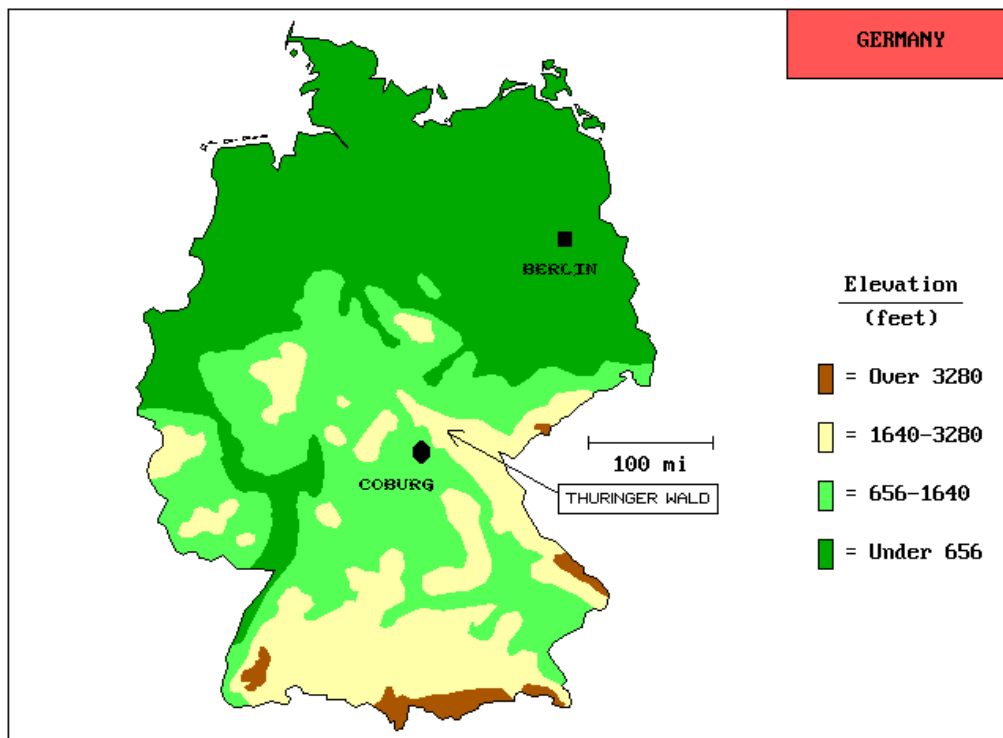 GERMANY
BERLIN
Elevation
(feet)
= Over 3280
= 1640-3280
100 mi
COBURG
THURINGER WALD
= 656-1640
= Under 656